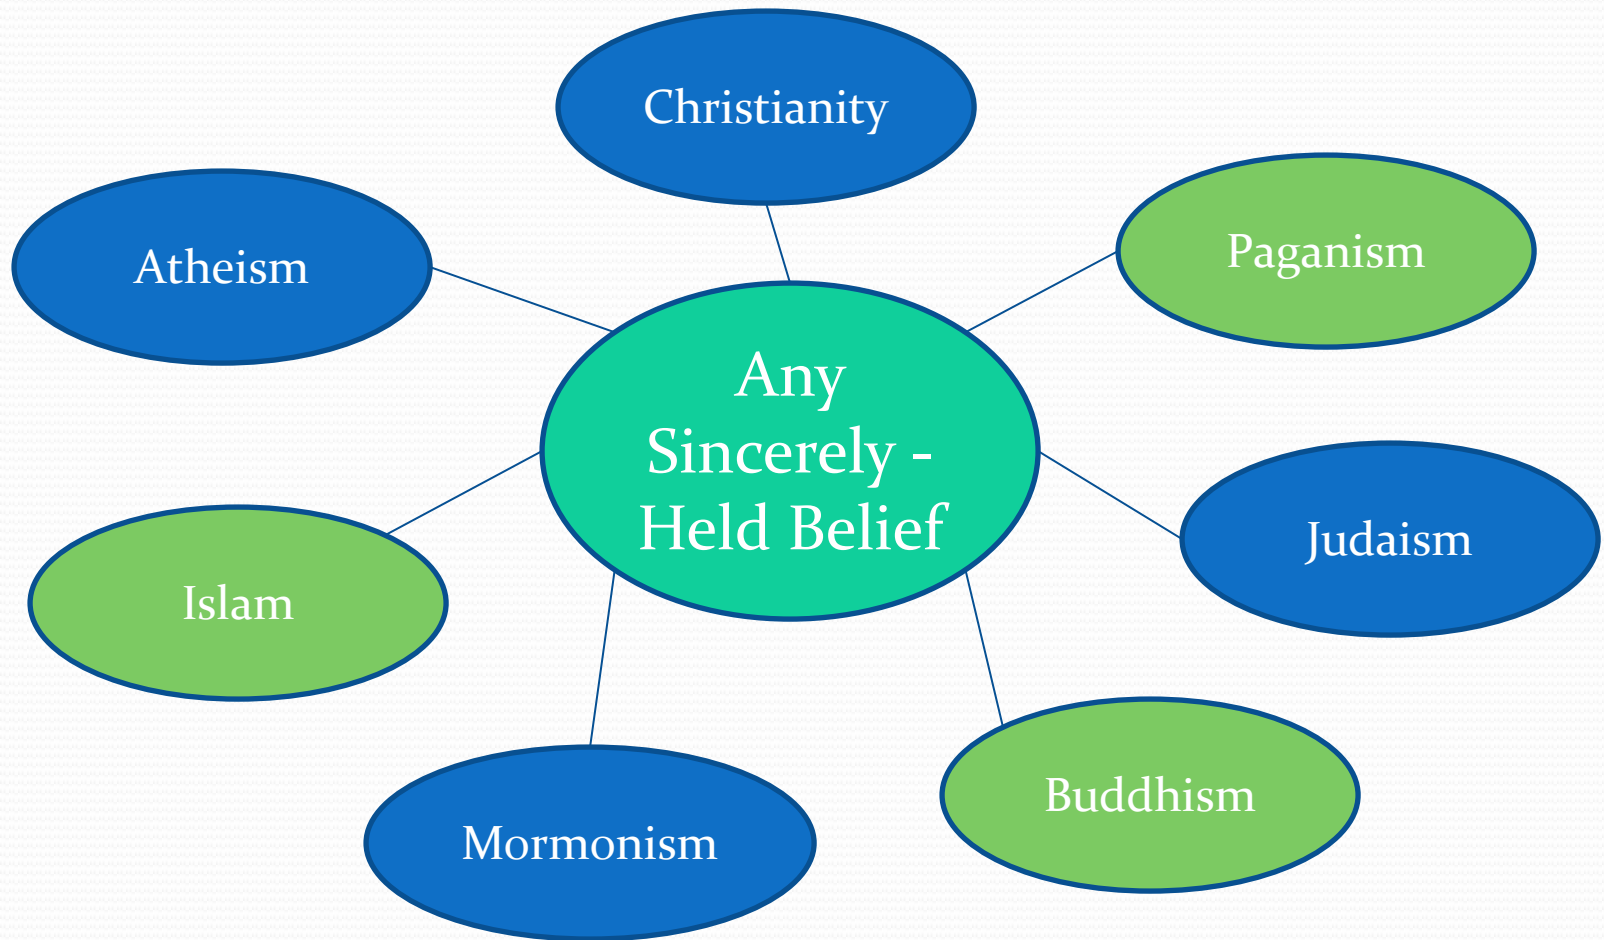 Christianity
Paganism
Atheism
Any
Sincerely -
Held Belief
Judaism
Islam
Buddhism
Mormonism